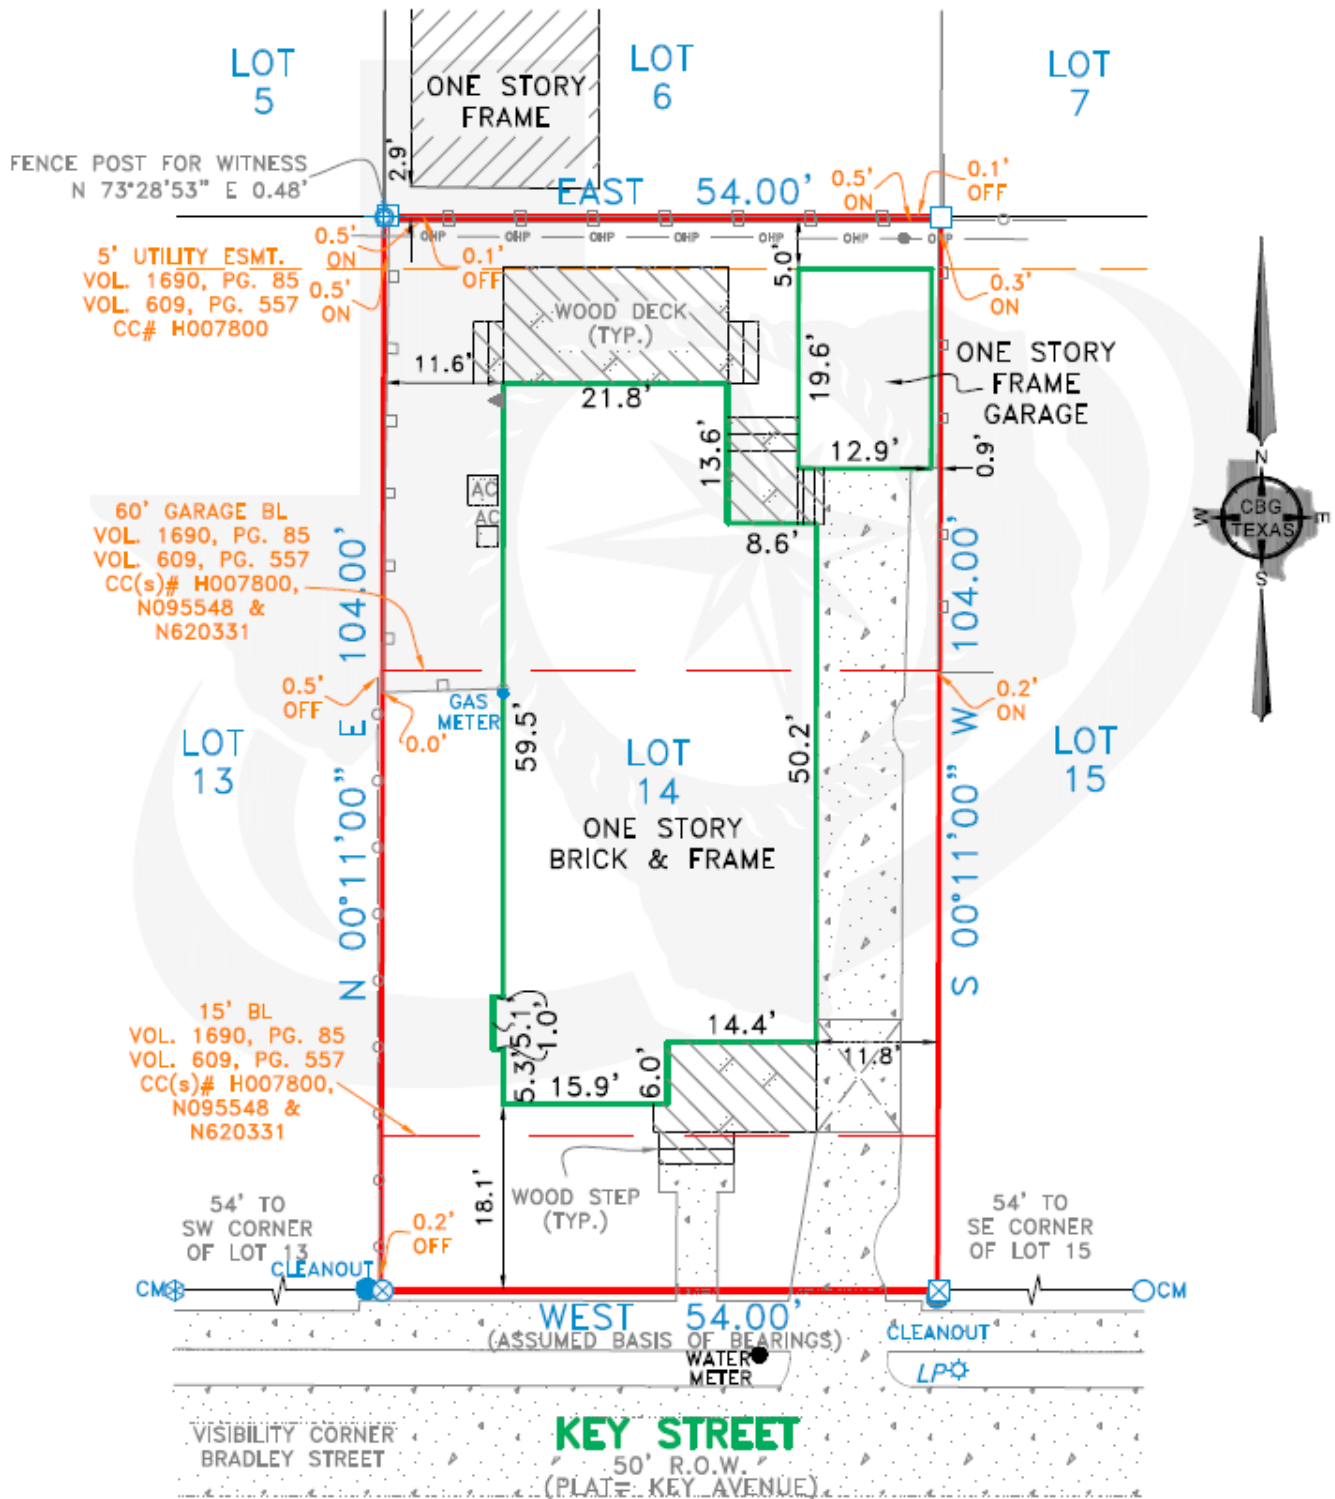 LOT
5
LOT
6
LOT
7
ONE STORY
FRAME
2.9'
FENCE POST FOR WITNESS
N 73°28'53" E 0.48'
EAST 54.00'
0.5'
ON
0.1'
OFF
0.5'
ON
0.1'
OFF
OHP OHP OHP OHP OHP OHP OHP
5' UTILITY ESMT.
VOL. 1690, PG. 85
VOL. 609, PG. 557
CC# H007800
0.5'
ON
5.0'
0.3'
ON
WOOD DECK
(TYP.)
11.6'
21.8'
19.6'
ONE STORY
FRAME
GARAGE
13.6'
12.9'
0.9'
AC
AC
8.6'
N
W
CBG
TEXAS
E
S
60' GARAGE BL
VOL. 1690, PG. 85
VOL. 609, PG. 557
CC(s)# H007800,
N095548 &
N620331
N 00°11'00" E 104.00'
S 00°11'00" W 104.00'
0.5'
OFF
0.0'
GAS
METER
0.2'
ON
59.5'
50.2'
LOT
13
LOT
14
LOT
15
ONE STORY
BRICK & FRAME
15' BL
VOL. 1690, PG. 85
VOL. 609, PG. 557
CC(s)# H007800,
N095548 &
N620331
5.1'
1.0'
5.3'
15.9'
6.0'
14.4'
11.8'
18.1'
WOOD STEP
(TYP.)
54' TO
SW CORNER
OF LOT 13
0.2'
OFF
54' TO
SE CORNER
OF LOT 15
CM
CLEANOUT
CM
WEST 54.00'
(ASSUMED BASIS OF BEARINGS)
CLEANOUT
WATER
METER
LP
VISIBILITY CORNER
BRADLEY STREET
KEY STREET
50' R.O.W.
(PLAT= KEY AVENUE)